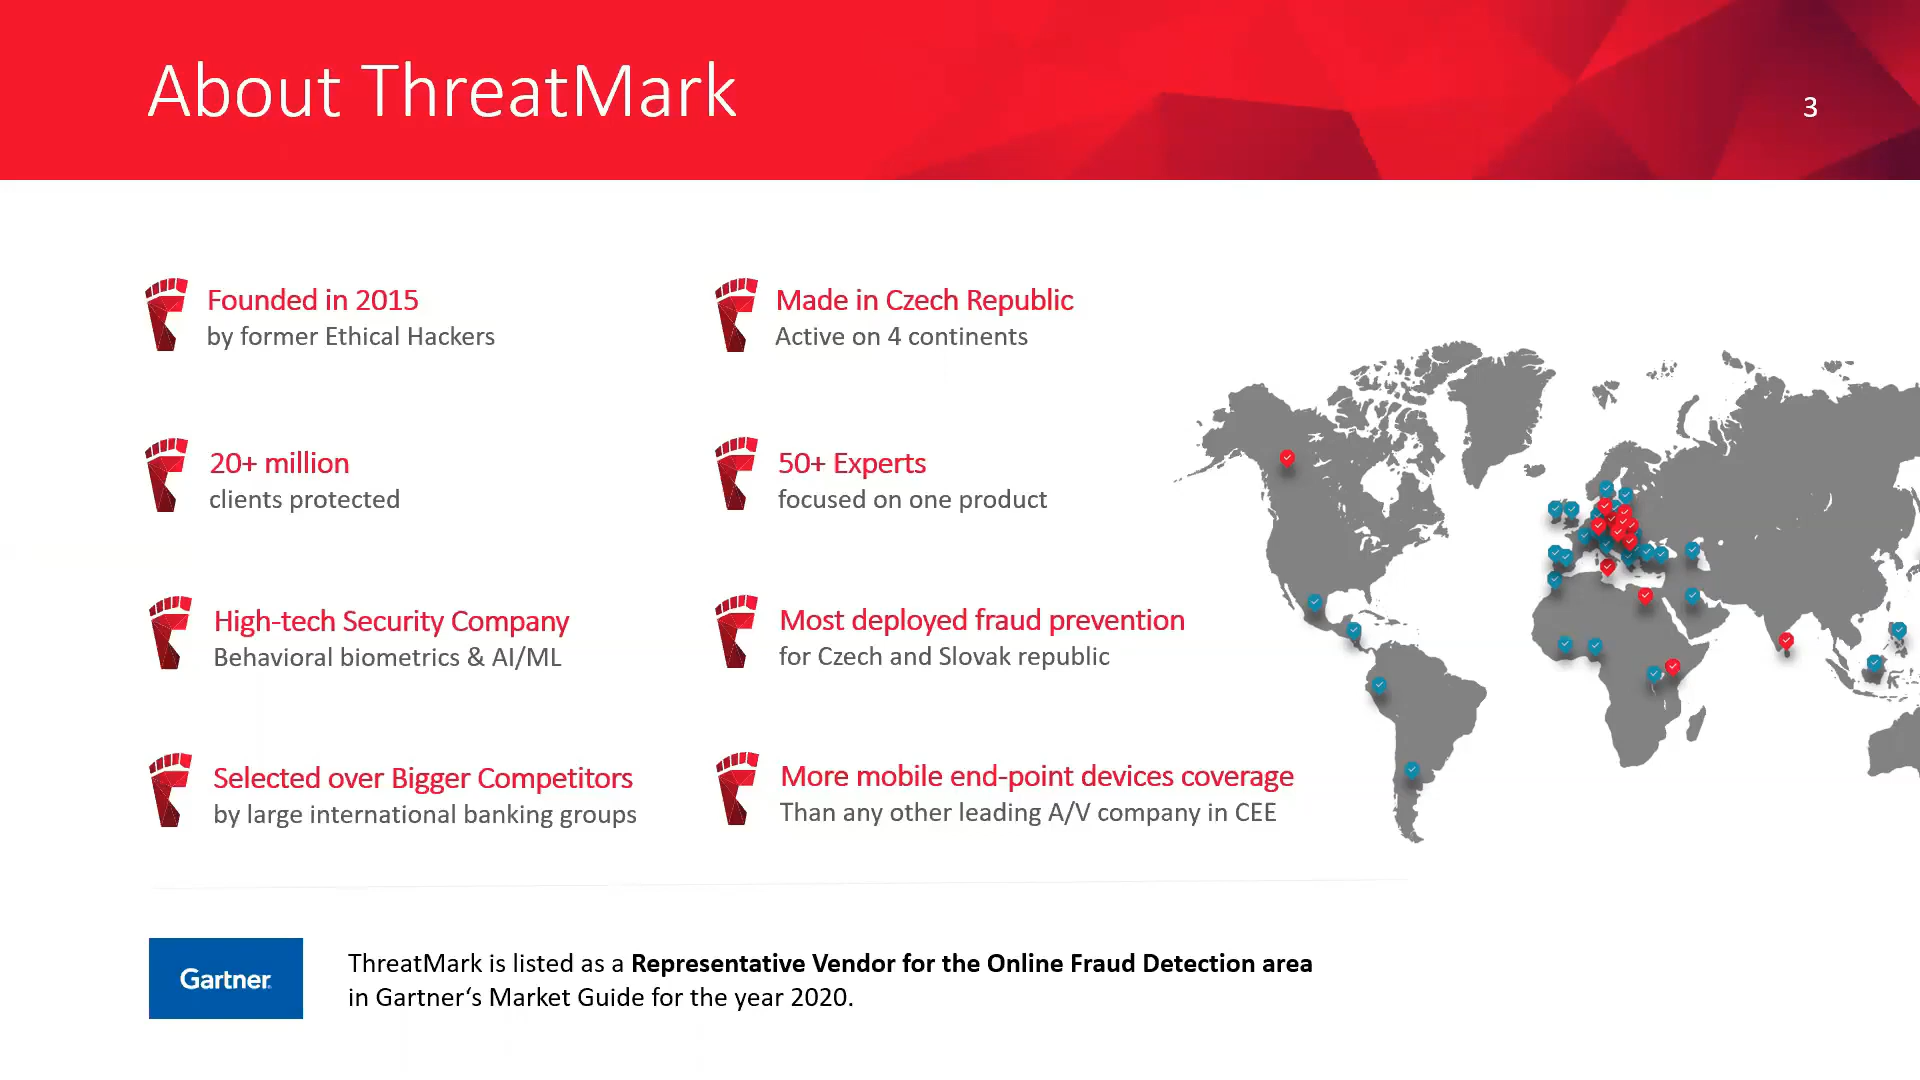 About ThreatMark
3
Founded in 2015
by former Ethical Hackers
Made in Czech Republic
Active on 4 continents
20+ million
clients protected
50+ Experts
focused on one product
High-tech Security Company
Behavioral biometrics & AI/ML
Most deployed fraud prevention
for Czech and Slovak republic
Selected over Bigger Competitors
by large international banking groups
More mobile end-point devices coverage
Than any other leading A/V company in CEE
Gartner
ThreatMark is listed as a Representative Vendor for the Online Fraud Detection area
in Gartner‘s Market Guide for the year 2020.